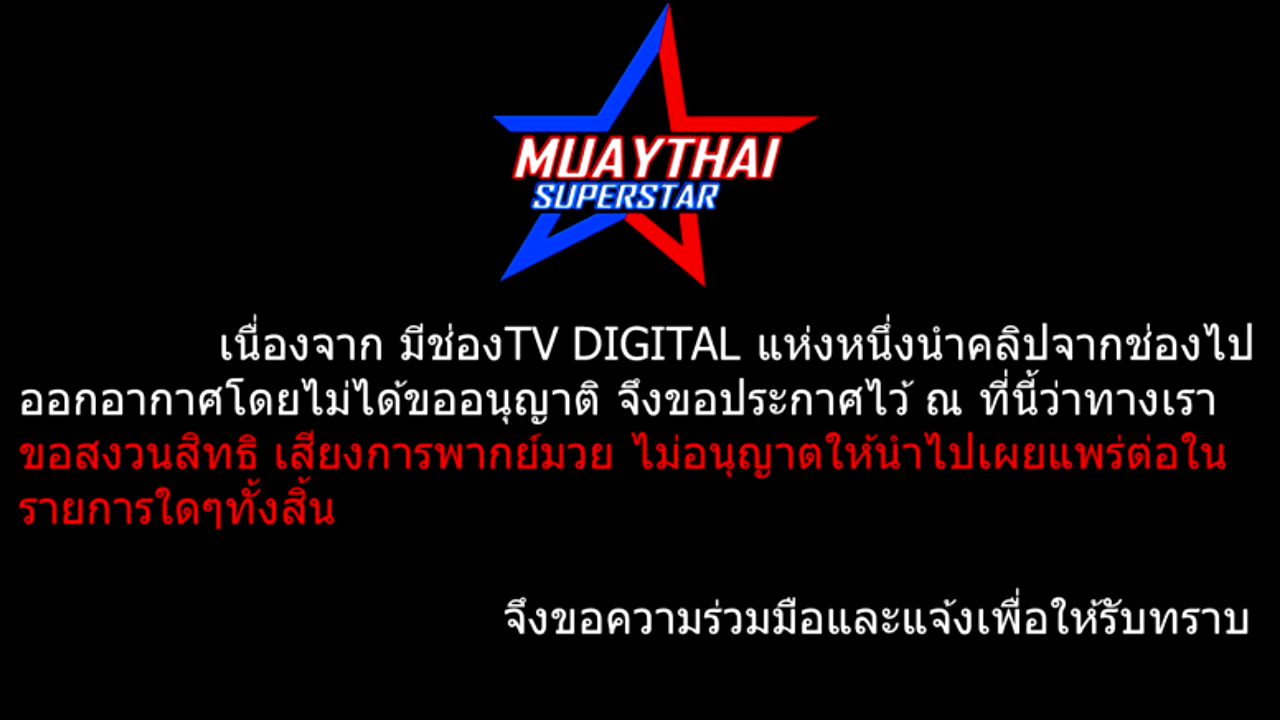 MUAYTHAI
SUPERSTAR
เนื่องจาก มีช่องTV DIGITAL แห่งหนึ่งนำคลิปจากช่องไป
ออกอากาศโดยไม่ได้ขออนุญาติ จึงขอประกาศไว้ ณ ที่นี้ว่าทางเรา
ขอสงวนสิทธิ เสียงการพากย์มวย ไม่อนุญาตให้นำไปเผยแพร่ต่อใน
รายการใดๆทั้งสิ้น
จึงขอความร่วมมือและแจ้งเพื่อให้รับทราบ